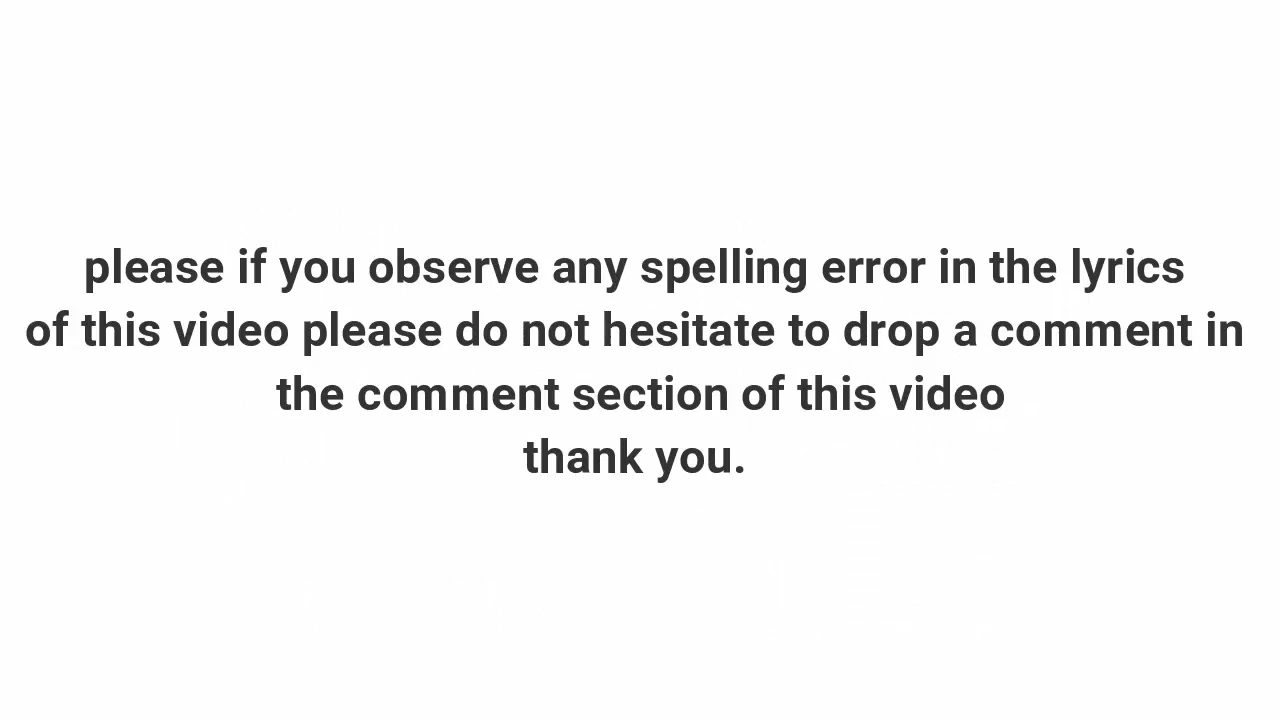 please if you observe any spelling error in the lyrics
of this video please do not hesitate to drop a comment in
the comment section of this video
thank you.